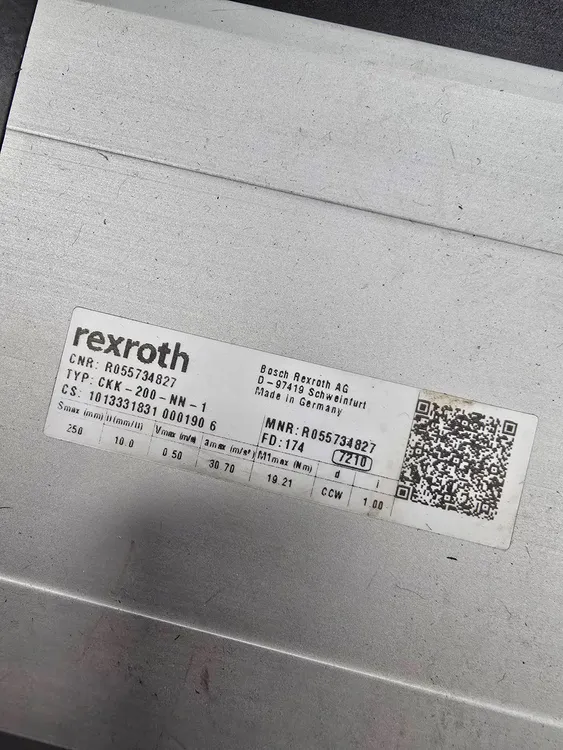 rexroth
CNR: R055734827
TYP: CKK-200-NN-1
CS: 1013331831 000190 6
Bosch Rexroth AG
D-97419 Schweinfurt
Made in Germany
MNR: R055734827
FD: 174 7210
Smax (mm) u (mm/U) Vmax (m/s) amax (m/s²) M1max (Nm) d i
250 10.0 0.50 30.70 19.21 CCW 1.00